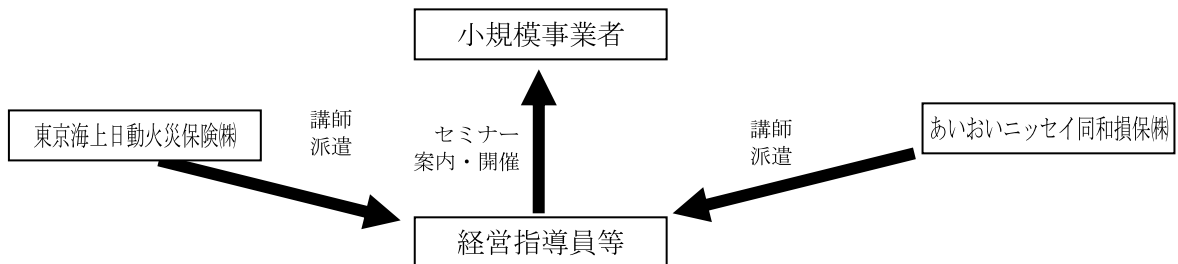 小規模事業者
東京海上日動火災保険㈱
講師
派遣
セミナー
案内・開催
講師
派遣
あいおいニッセイ同和損保㈱
経営指導員等